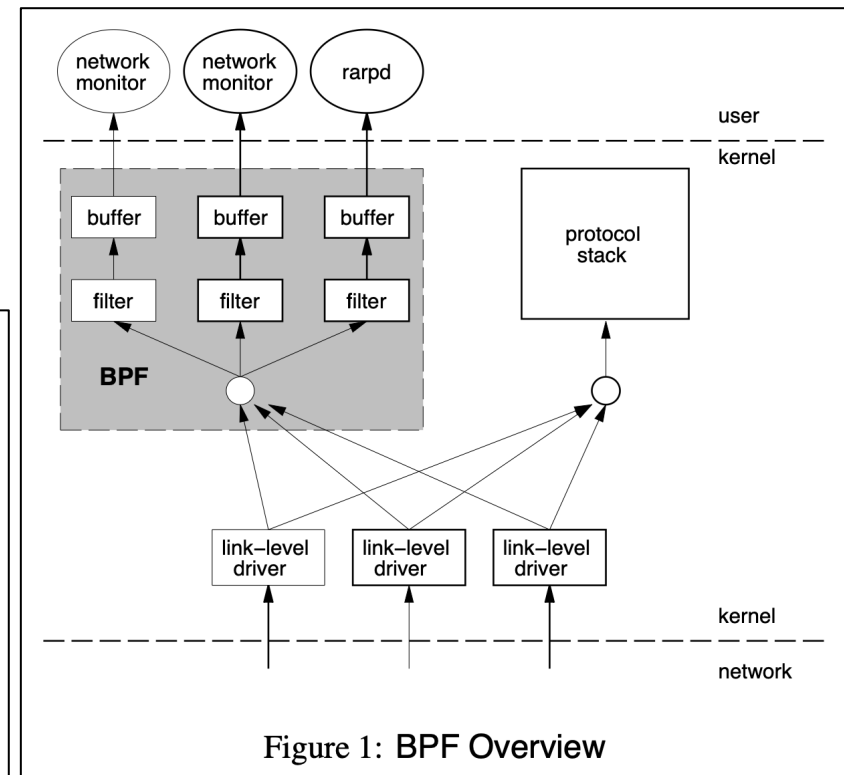 network
monitor
network
monitor
rarpd
user
kernel
buffer
buffer
buffer
protocol
stack
filter
filter
filter
BPF
link–level
driver
link–level
driver
link–level
driver
kernel
network
Figure 1: BPF Overview